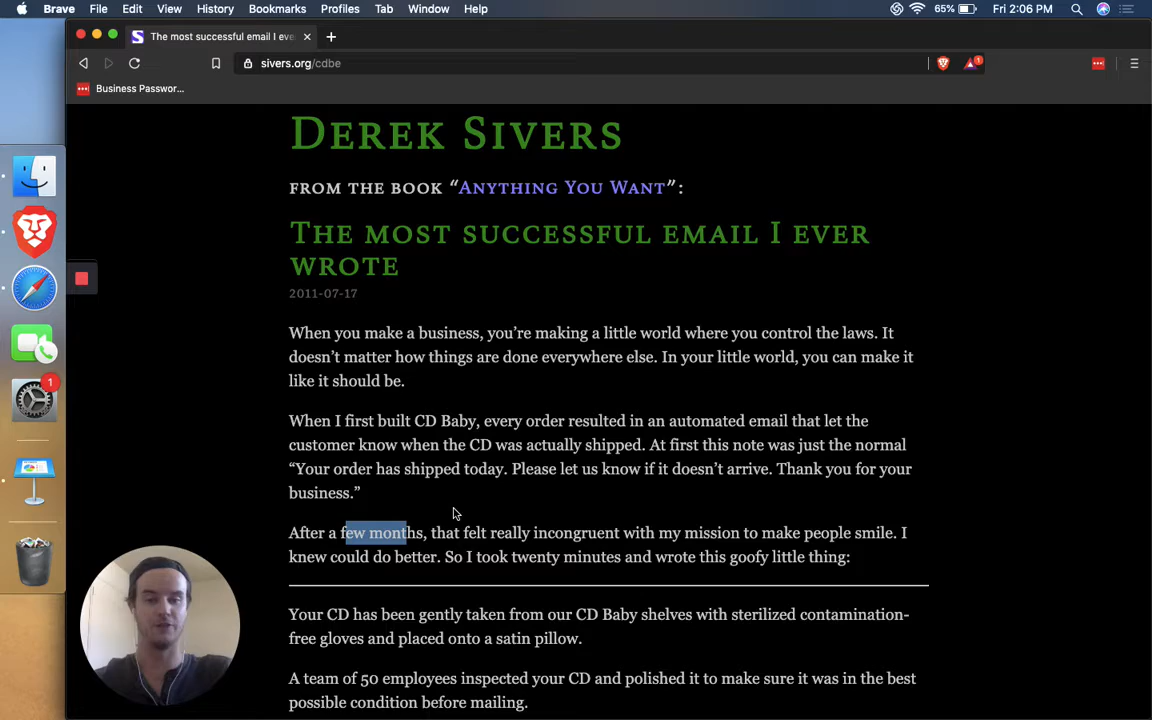 Brave File Edit View History Bookmarks Profiles Tab Window Help 65% Fri 2:06 PM
The most successful email I eve
sivers.org/cdbe 1
Business Passwor...
DEREK SIVERS
FROM THE BOOK “ANYTHING YOU WANT”:
THE MOST SUCCESSFUL EMAIL I EVER
WROTE
2011-07-17
When you make a business, you’re making a little world where you control the laws. It
doesn’t matter how things are done everywhere else. In your little world, you can make it
like it should be.
When I first built CD Baby, every order resulted in an automated email that let the
customer know when the CD was actually shipped. At first this note was just the normal
“Your order has shipped today. Please let us know if it doesn’t arrive. Thank you for your
business.”
After a few months, that felt really incongruent with my mission to make people smile. I
knew could do better. So I took twenty minutes and wrote this goofy little thing:
Your CD has been gently taken from our CD Baby shelves with sterilized contamination-
free gloves and placed onto a satin pillow.
A team of 50 employees inspected your CD and polished it to make sure it was in the best
possible condition before mailing.
1